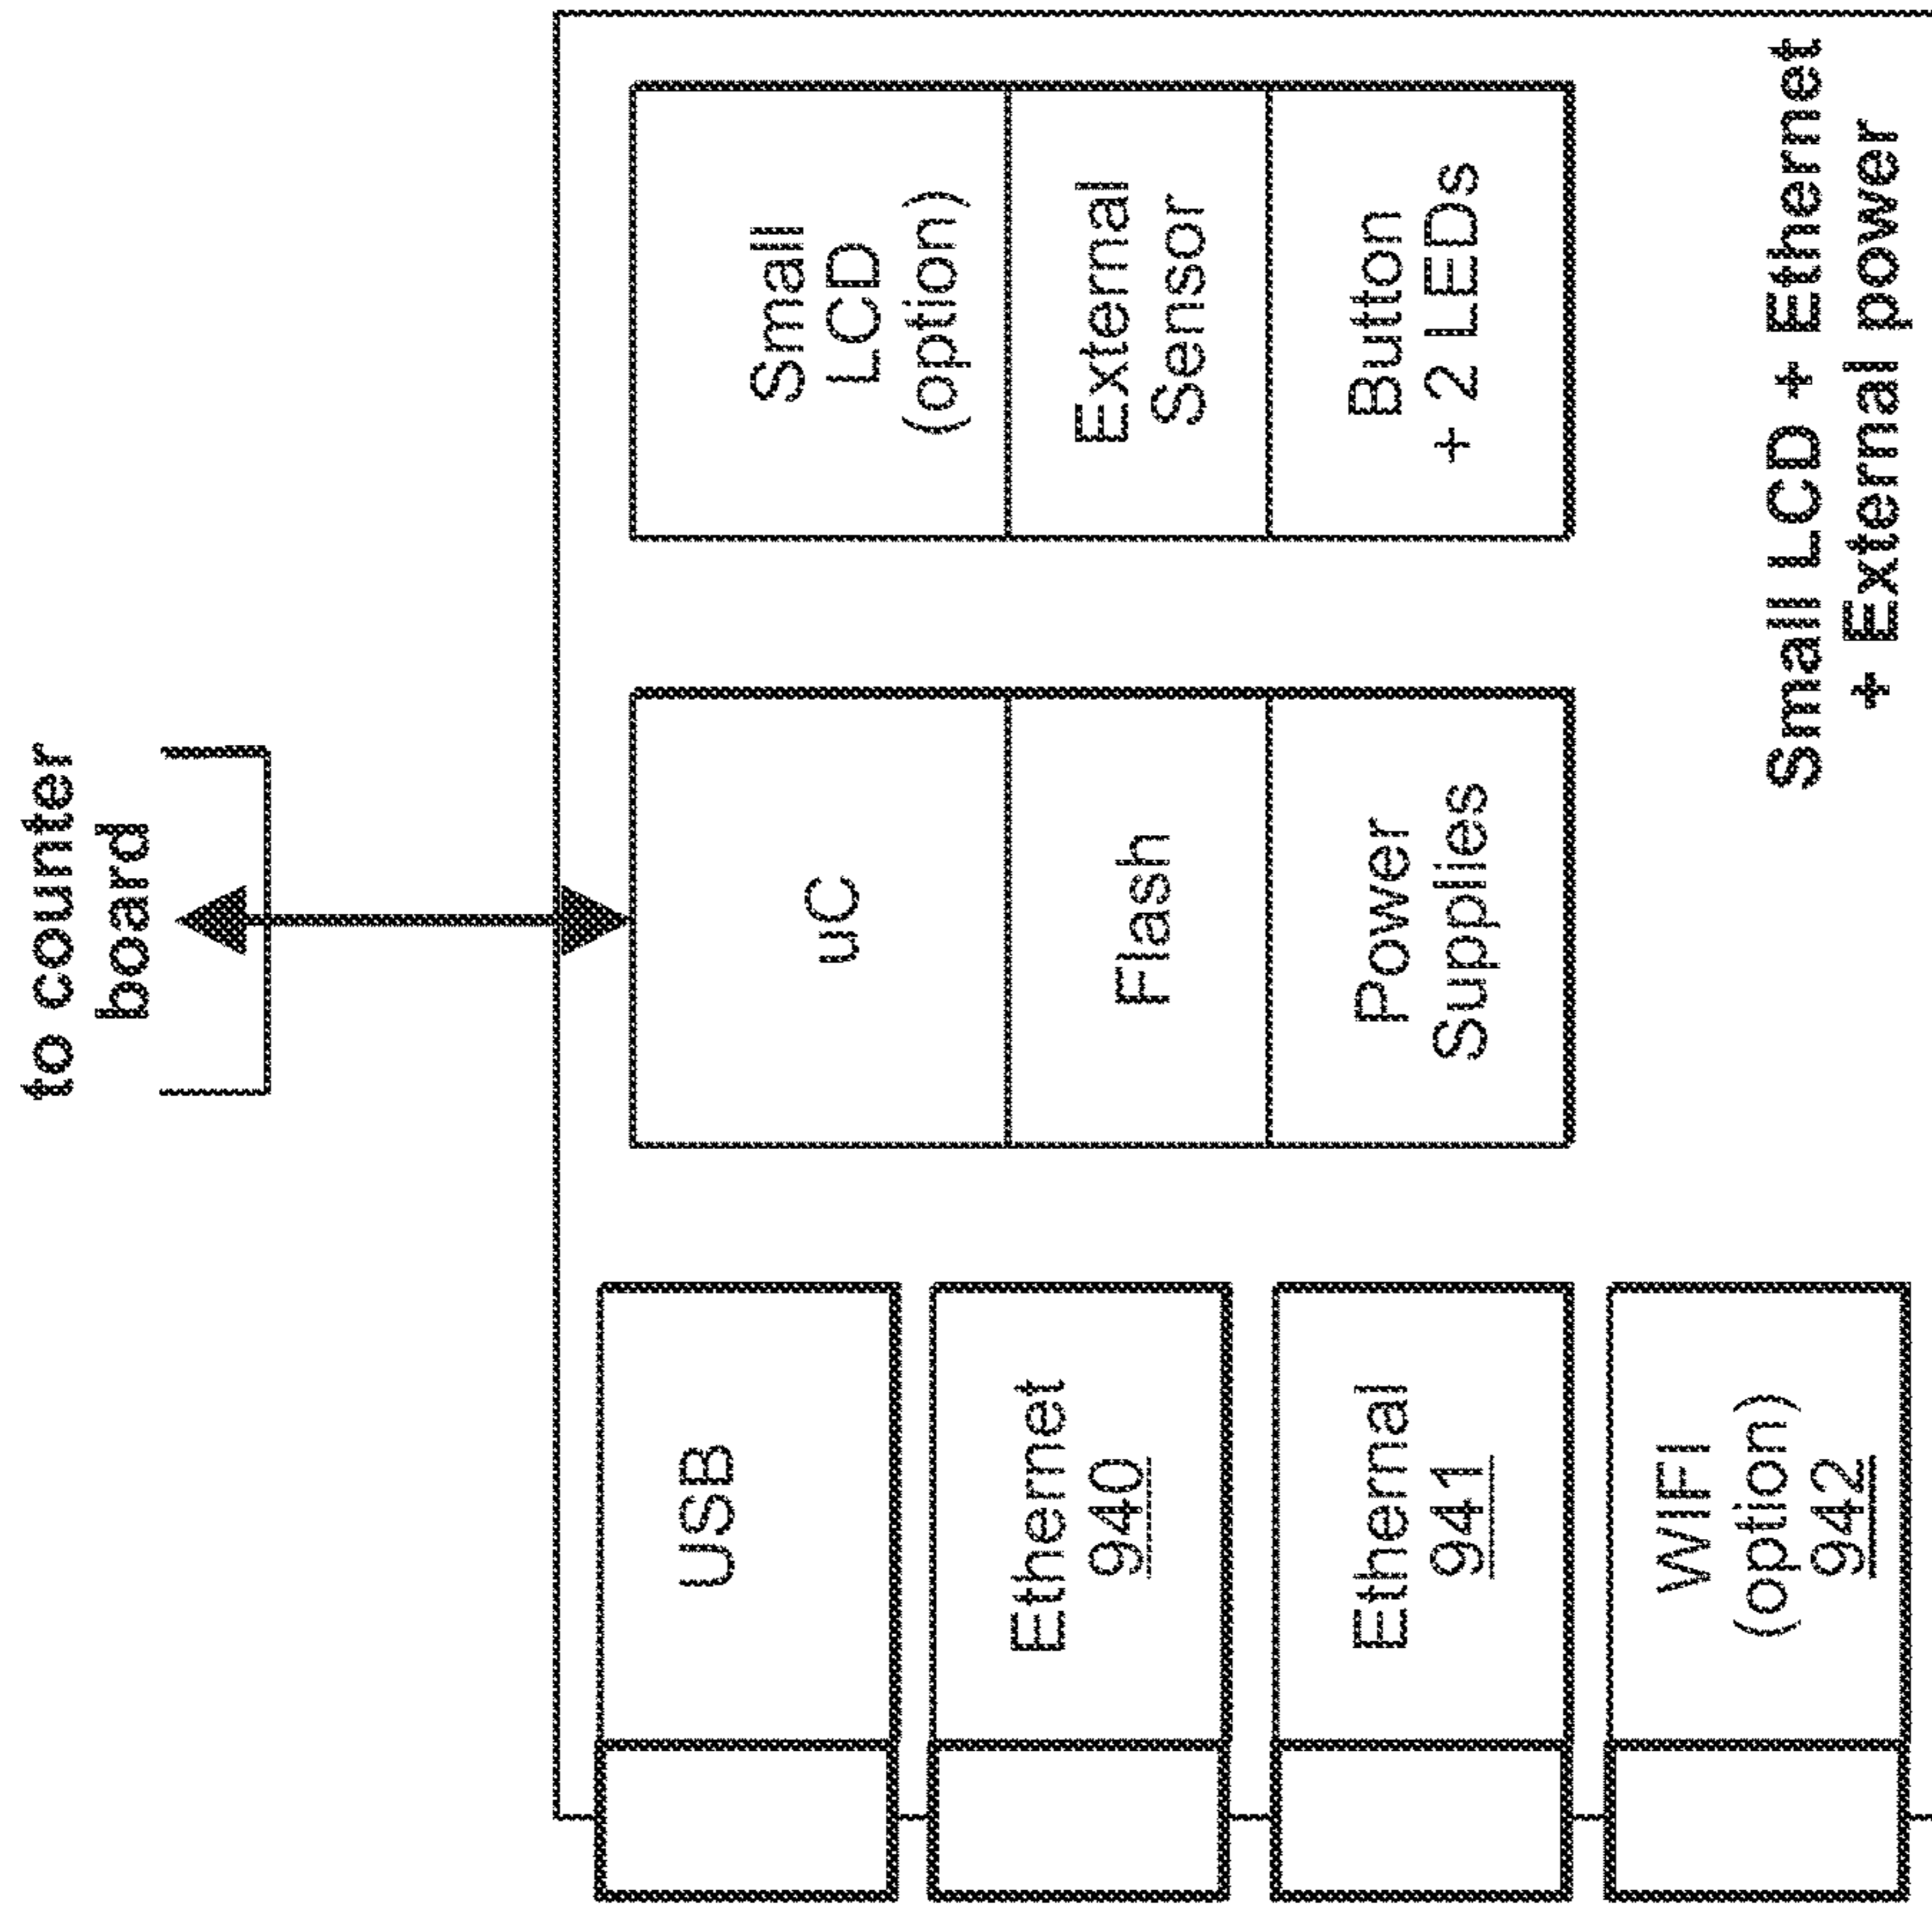 to counter
board
USB
Ethernet
940
Ethernal
941
WIFI
(option)
942
uC
Flash
Power
Supplies
Small
LCD
(option)
External
Sensor
Button
+ 2 LEDs
Small LCD + Ethernet
+ External power